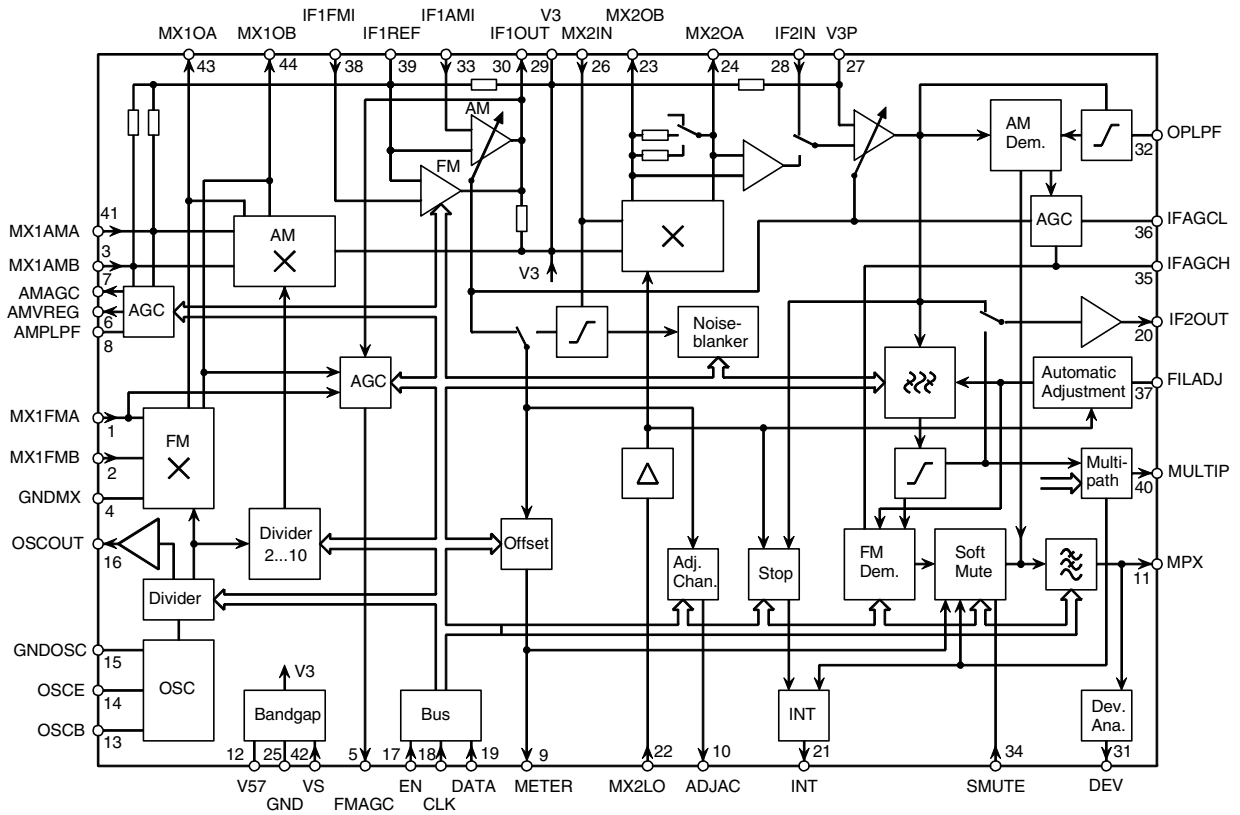 IF1FMI IF1AMI V3 MX2OB
MX1OA MX1OB IF1REF IF1OUT MX2IN MX2OA IF2IN V3P
43 44 38 39 33 30 29 26 23 24 28 27
AM
FM
AM
Dem.
OPLPF
32
41
MX1AMA
3
MX1AMB
7
AMAGC
AMVREG
6
AMPLPF
8
AGC
AM
V3
AGC
IFAGCL
36
IFAGCH
35
IF2OUT
20
Noise-
blanker
AGC
Automatic
Adjustment
FILADJ
37
MX1FMA
1
MX1FMB
2
GNDMX
4
FM
Multi-
path
MULTIP
40
OSCOUT
16
Divider
2...10
Offset
Adj.
Chan.
Stop
FM
Dem.
Soft
Mute
MPX
11
Divider
GNDOSC
15
OSCE
14
OSCB
13
OSC
V3
Bandgap
Bus
INT
Dev.
Ana.
12 25 42 5 17 18 19 9 22 10 21 34 31
V57 VS EN DATA METER MX2LO ADJAC INT SMUTE DEV
GND FMAGC CLK